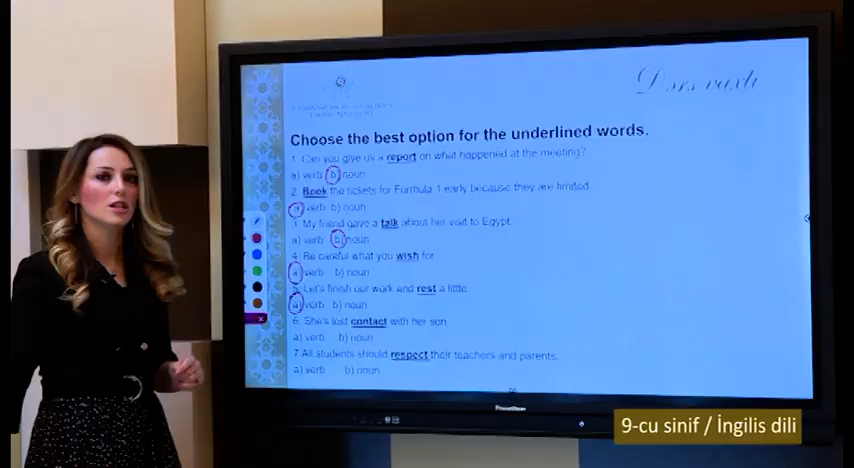 Dərs vaxtı
Choose the best option for the underlined words.
1. Can you give us a report on what happened at the meeting?
a) verb b) noun
2. Book the tickets for Formula 1 early because they are limited.
a) verb b) noun
3. My friend gave a talk about her visit to Egypt.
a) verb b) noun
4. Be careful what you wish for.
a) verb b) noun
5. Let's finish our work and rest a little.
a) verb b) noun
6. She's lost contact with her son.
a) verb b) noun
7. All students should respect their teachers and parents.
a) verb b) noun
9-cu sinif / İngilis dili